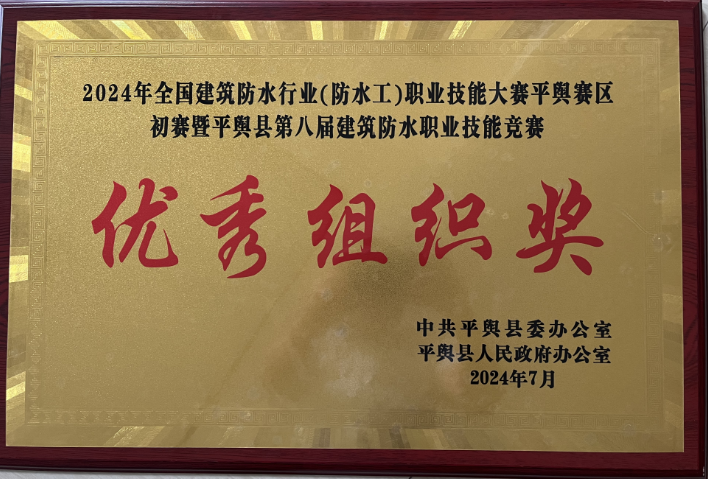 2024年全国建筑防水行业(防水工)职业技能大赛平舆赛区
初赛暨平舆县第八届建筑防水职业技能竞赛
优秀组织奖
中共平舆县委办公室
平舆县人民政府办公室
2024年7月